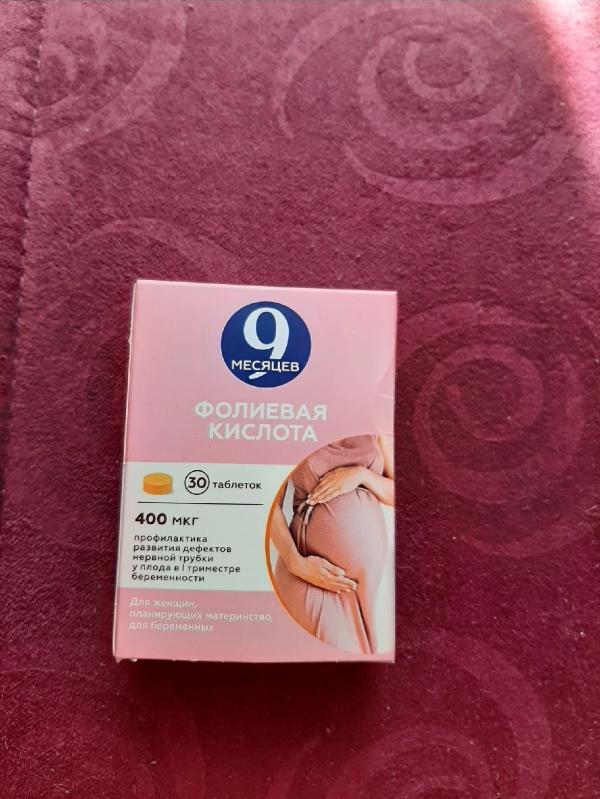 9
МЕСЯЦЕВ
ФОЛИЕВАЯ
КИСЛОТА
30 таблеток
400 мкг
профилактика
развития дефектов
нервной трубки
у плода в I триместре
беременности
Для женщин,
планирующих материнство,
для беременных